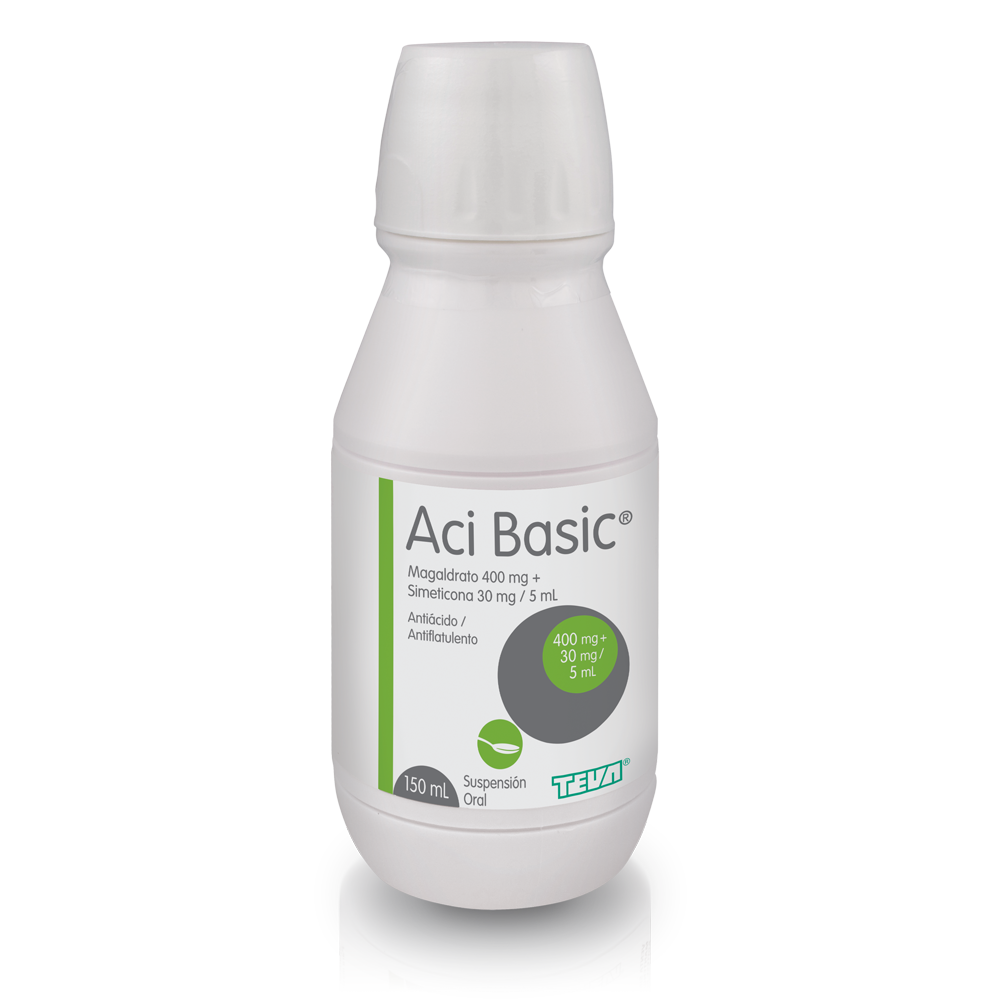 Aci Basic®
Magaldrato 400 mg +
Simeticona 30 mg / 5 mL
Antiácido /
Antiflatulento
400 mg+
30 mg/
5 mL
150 mL
Suspensión
Oral
TEVA®